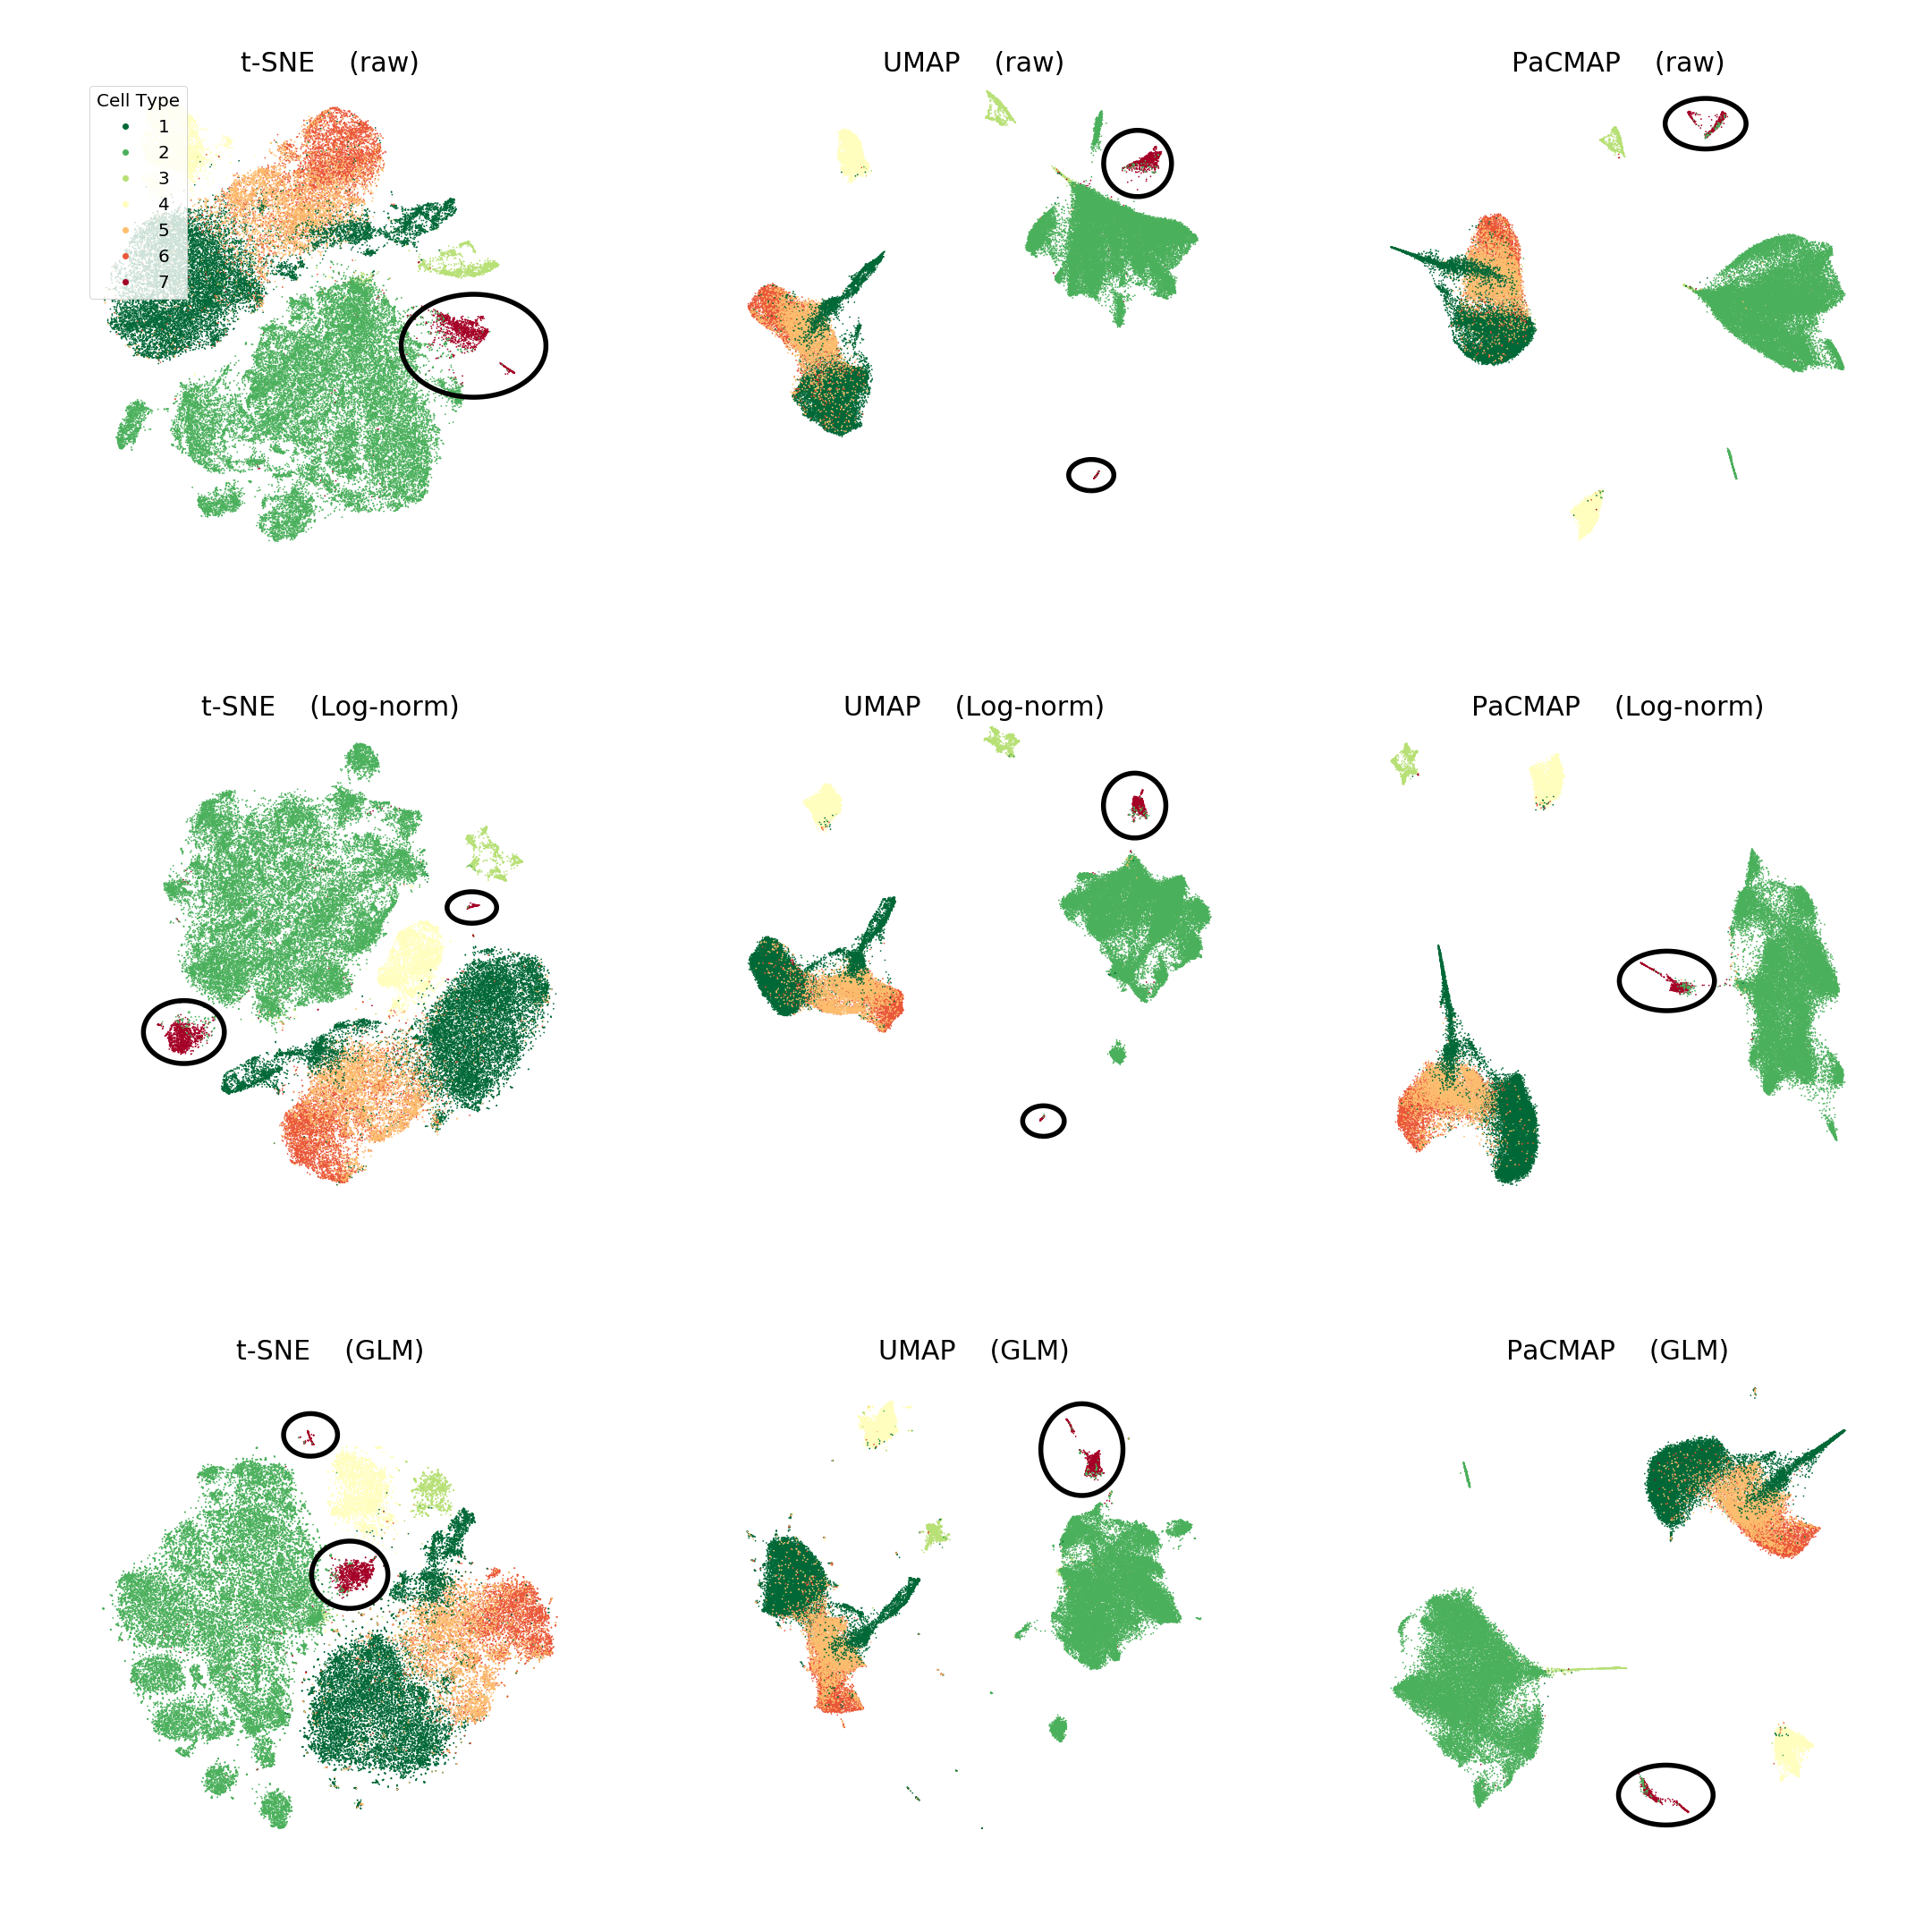 t-SNE (raw)
UMAP (raw)
PaCMAP (raw)
Cell Type
1
2
3
4
5
6
7
t-SNE (Log-norm)
UMAP (Log-norm)
PaCMAP (Log-norm)
t-SNE (GLM)
UMAP (GLM)
PaCMAP (GLM)